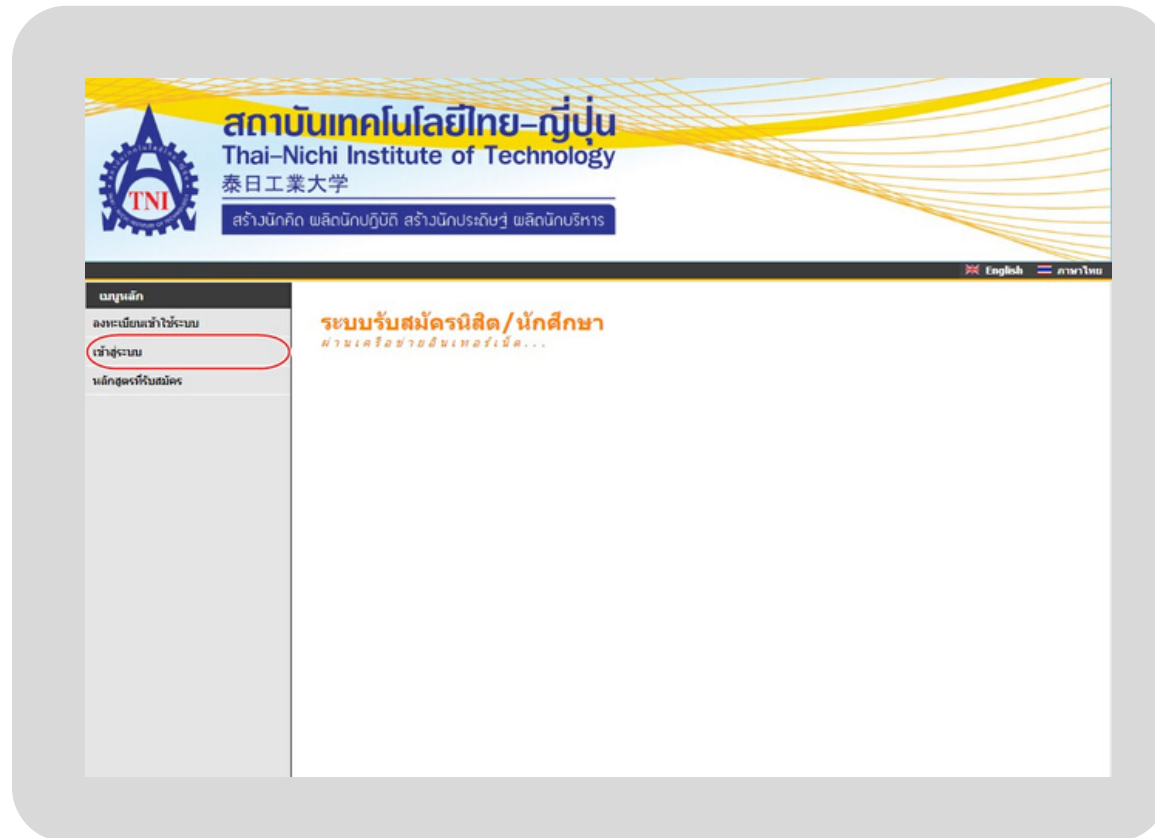 สถาบันเทคโนโลยีไทย-ญี่ปุ่น
Thai-Nichi Institute of Technology
泰日工業大学
TNI
สร้างนักคิด ผลิตนักปฏิบัติ สร้างนักประดิษฐ์ ผลิตนักบริหาร
English ภาษาไทย
เมนูหลัก
ลงทะเบียนเข้าใช้ระบบ
เข้าสู่ระบบ
หลักสูตรที่รับสมัคร
ระบบรับสมัครนิสิต/นักศึกษา
ผ่านเครือข่ายอินเทอร์เน็ต...